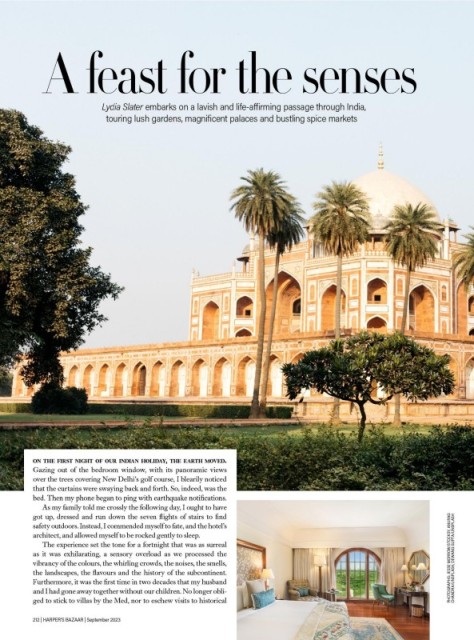 A feast for the senses
Lydia Slater embarks on a lavish and life-affirming passage through India,
touring lush gardens, magnificent palaces and bustling spice markets
ON THE FIRST NIGHT OF OUR INDIAN HOLIDAY, THE EARTH MOVED.
Gazing out of the bedroom window, with its panoramic views
over the trees covering New Delhi's golf course, I blearily noticed
that the curtains were swaying back and forth. So, indeed, was the
bed. Then my phone began to ping with earthquake notifications.
As my family told me crossly the following day, I ought to have
got up, dressed and run down the seven flights of stairs to find
safety outdoors. Instead, I commended myself to fate, and the hotel's
architect, and allowed myself to be rocked gently to sleep.
The experience set the tone for a fortnight that was as surreal
as it was exhilarating, a sensory overload as we processed the
vibrancy of the colours, the whirling crowds, the noises, the smells,
the landscapes, the flavours and the history of the subcontinent.
Furthermore, it was the first time in two decades that my husband
and I had gone away together without our children. No longer obli-
ged to stick to villas by the Med, nor to eschew visits to historical
212 | HARPER'S BAZAAR | September 2023
PHOTOGRAPHS: